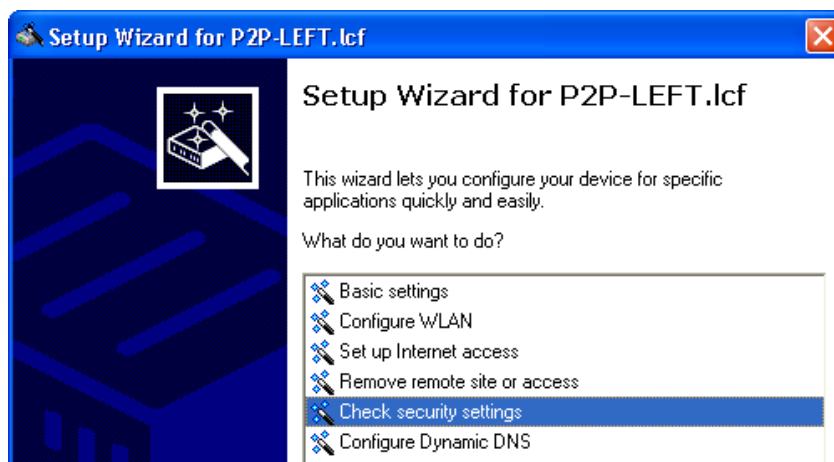 Setup Wizard for P2P-LEFT.lcf
Setup Wizard for P2P-LEFT.lcf
This wizard lets you configure your device for specific
applications quickly and easily.
What do you want to do?
Basic settings
Configure WLAN
Set up Internet access
Remove remote site or access
Check security settings
Configure Dynamic DNS